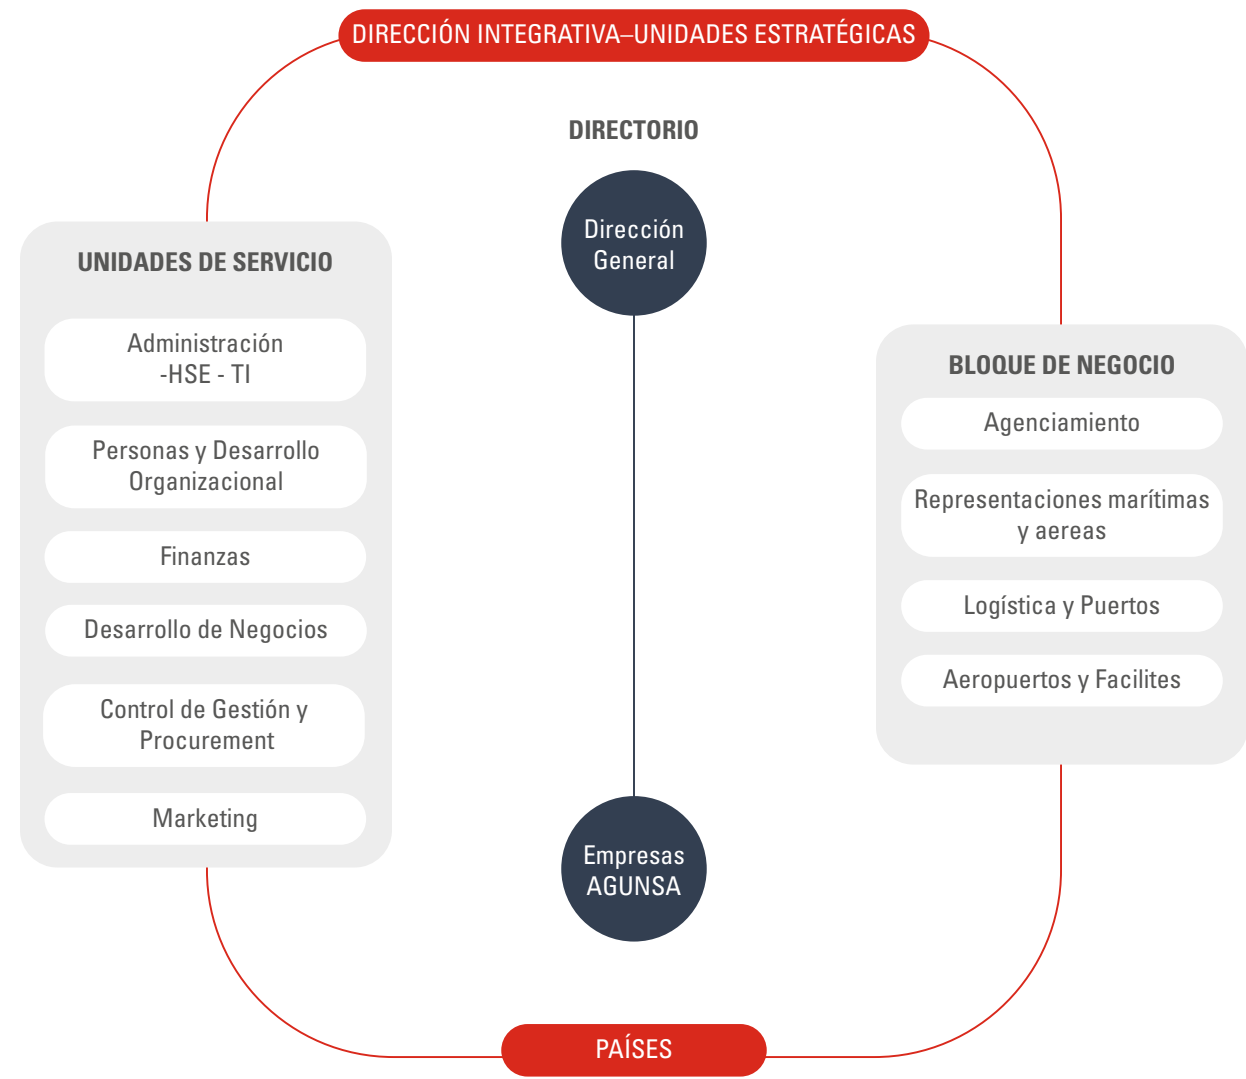 DIRECCIÓN INTEGRATIVA–UNIDADES ESTRATÉGICAS
DIRECTORIO
Dirección
General
UNIDADES DE SERVICIO
Administración
-HSE - TI
Personas y Desarrollo
Organizacional
Finanzas
Desarrollo de Negocios
Control de Gestión y
Procurement
Marketing
BLOQUE DE NEGOCIO
Agenciamiento
Representaciones marítimas
y aereas
Logística y Puertos
Aeropuertos y Facilites
Empresas
AGUNSA
PAÍSES